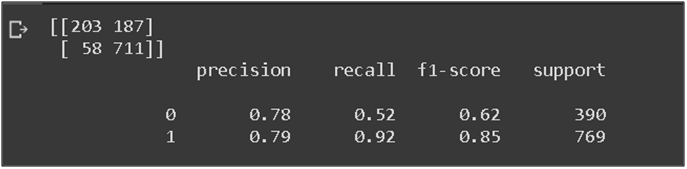 [[203 187]
[ 58 711]]
precision recall f1-score support
0 0.78 0.52 0.62 390
1 0.79 0.92 0.85 769